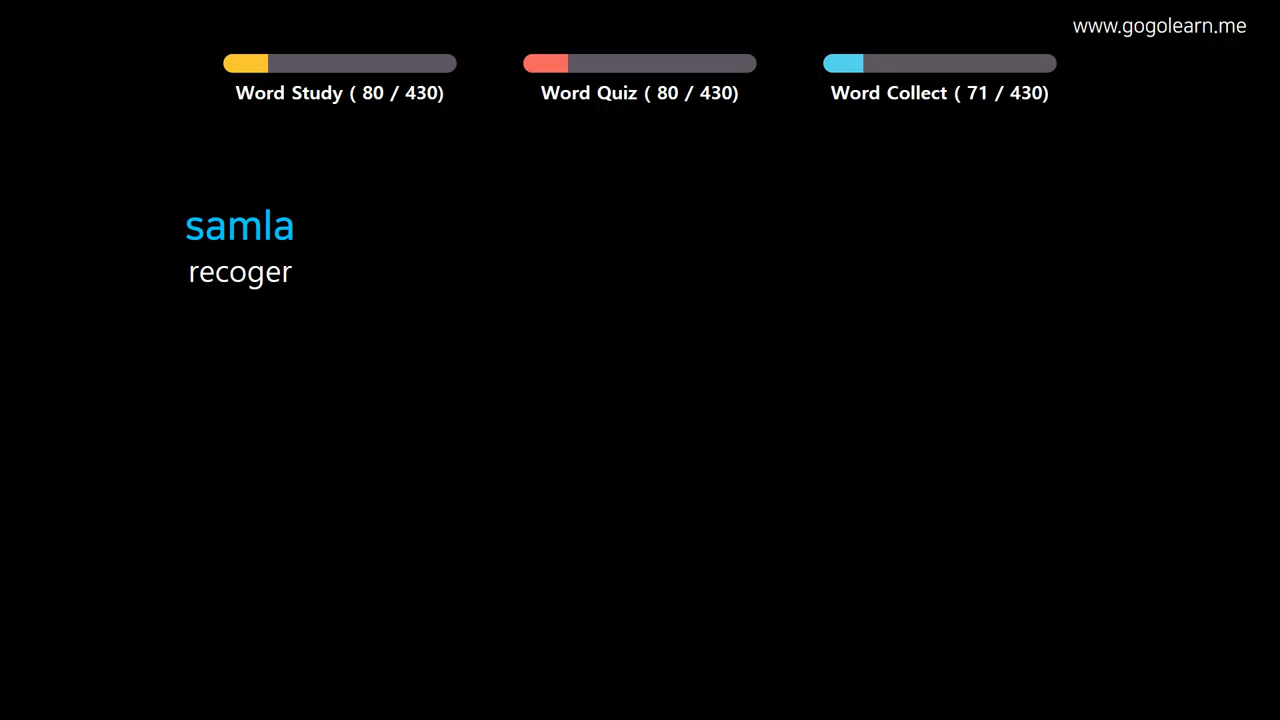 www.gogolearn.me
Word Study ( 80 / 430)
Word Quiz ( 80 / 430)
Word Collect ( 71 / 430)
samla
recoger